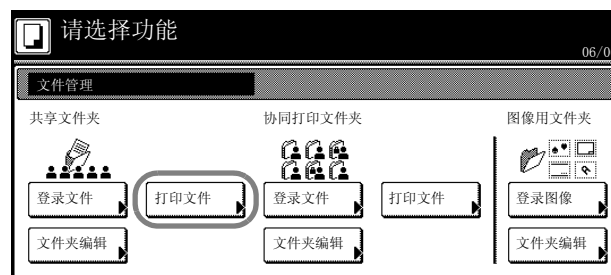 请选择功能
06/0
文件管理
共享文件夹 协同打印文件夹 图像用文件夹
登录文件 打印文件 登录文件 打印文件 登录图像
文件夹编辑 文件夹编辑 文件夹编辑